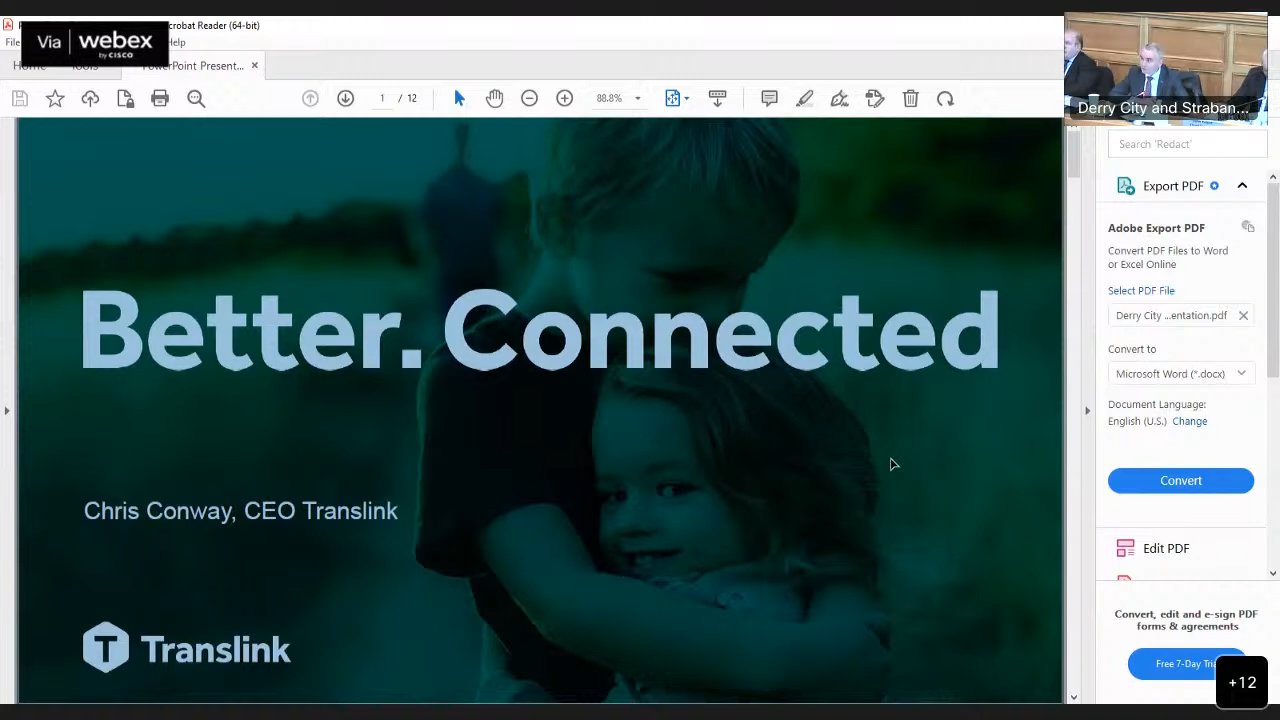 crobat Reader (64-bit)
File
Help
Via webex
by CISCO
Home
Tools
PowerPoint Present...
1 / 12
88.8%
Derry City and Straban...
Search 'Redact'
Export PDF
Adobe Export PDF
Convert PDF Files to Word
or Excel Online
Select PDF File
Derry City ...entation.pdf
Convert to
Microsoft Word (*.docx)
Document Language:
English (U.S.) Change
Convert
Edit PDF
Convert, edit and e-sign PDF
forms & agreements
Free 7-Day Tria
+12
Better. Connected
Chris Conway, CEO Translink
T Translink